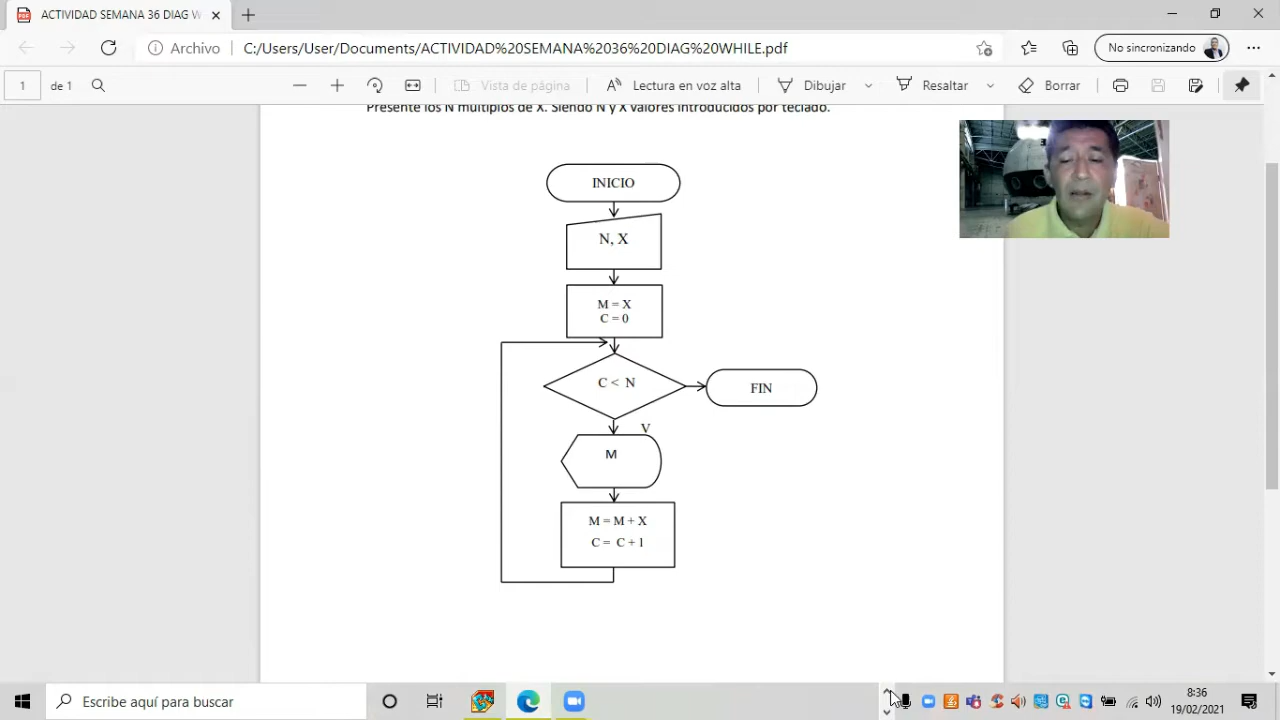 ACTIVIDAD SEMANA 36 DIAG W
Archivo
C:/Users/User/Documents/ACTIVIDAD%20SEMANA%2036%20DIAG%20WHILE.pdf
No sincronizando
1
de 1
Vista de página
Lectura en voz alta
Dibujar
Resaltar
Borrar
Presente los N múltiplos de X. Siendo N y X valores introducidos por teclado.
INICIO
N, X
M = X
C = 0
C < N
FIN
V
M
M = M + X
C = C + 1
Escribe aquí para buscar
8:36
19/02/2021